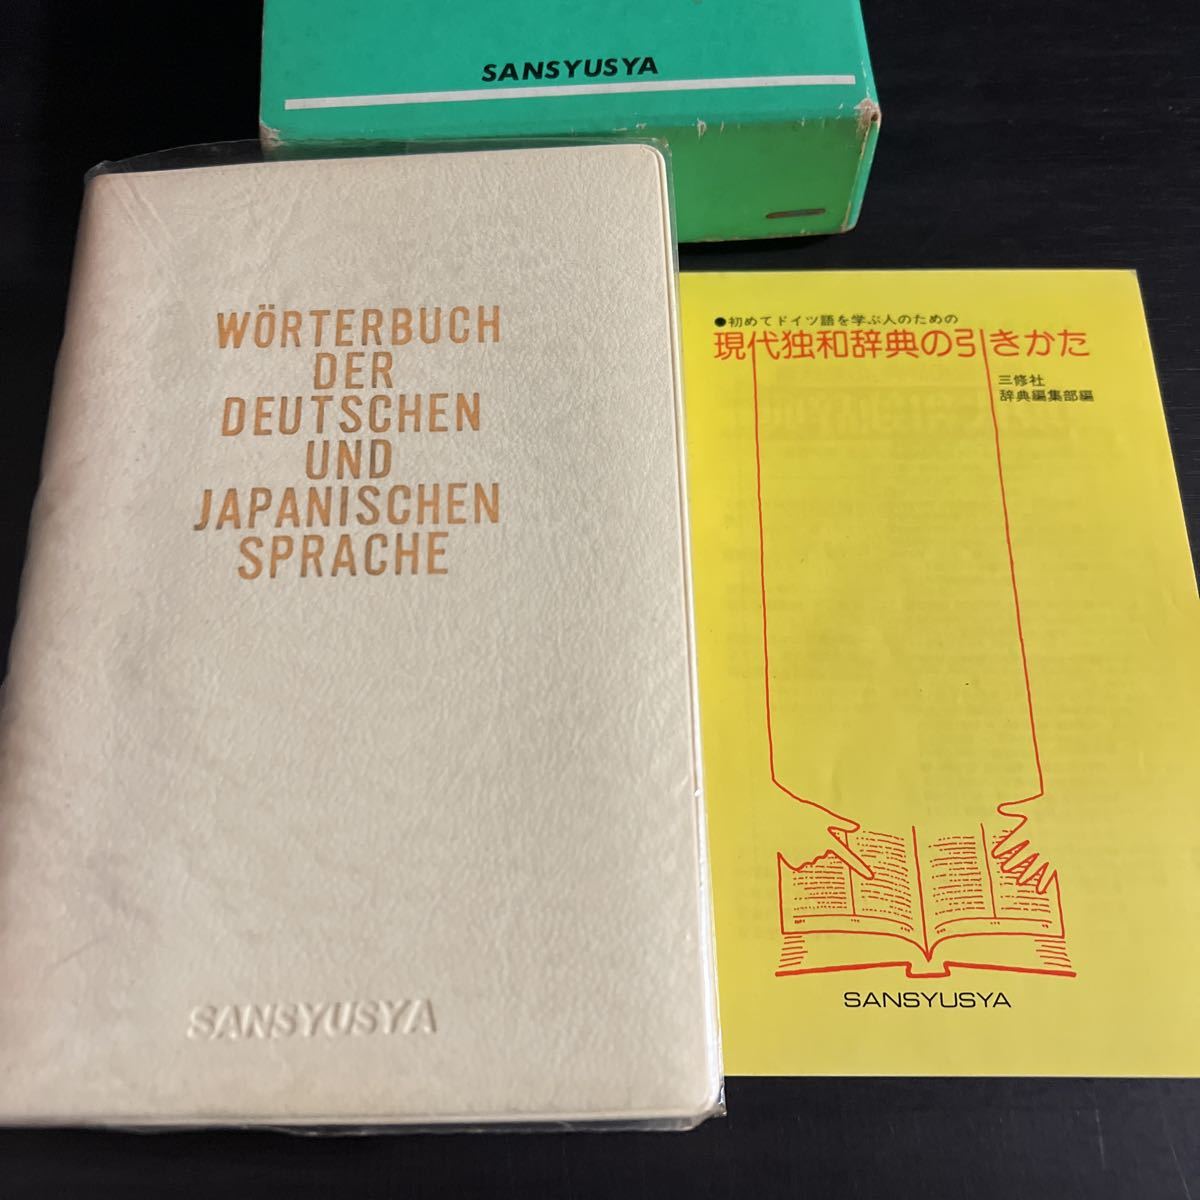 SANSYUSYA
WÖRTERBUCH
DER
DEUTSCHEN
UND
JAPANISCHEN
SPRACHE
SANSYUSYA
●初めてドイツ語を学ぶ人のための
現代独和辞典の引きかた
三修社
辞典編集部編
SANSYUSYA